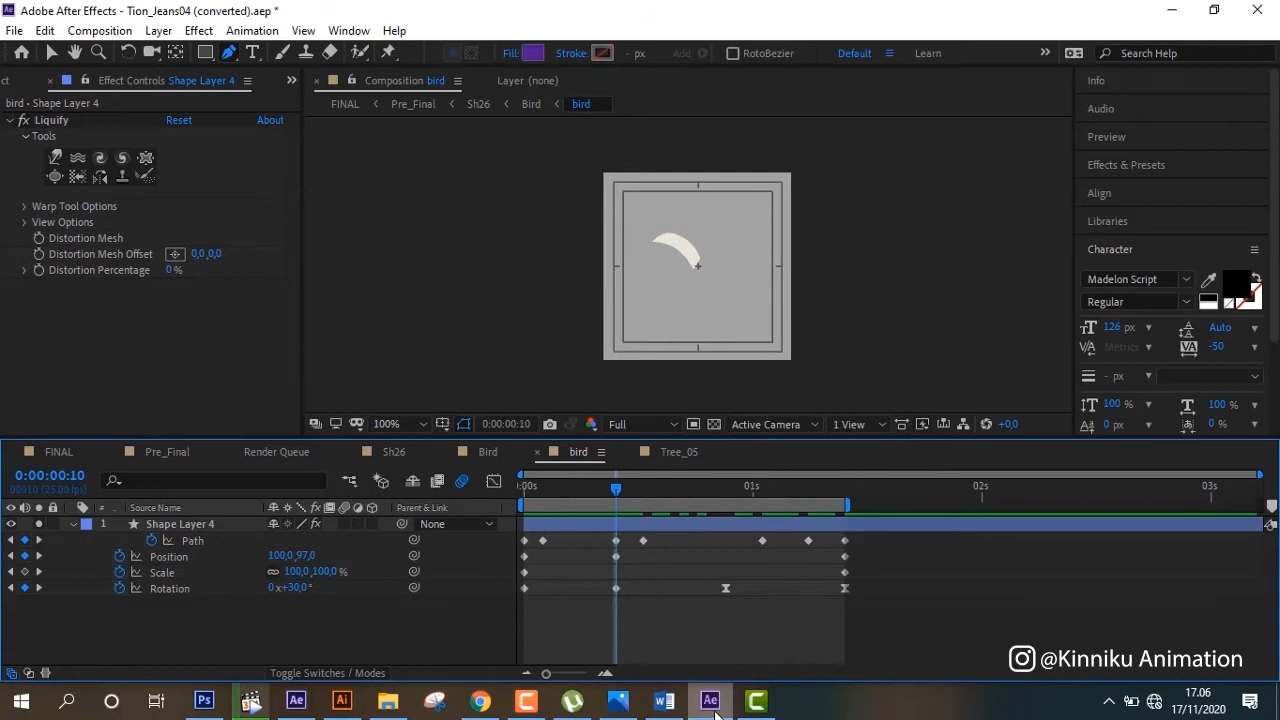 Adobe After Effects - Tion_Jeans04 (converted).aep *
File Edit Composition Layer Effect Animation View Window Help
Fill: Stroke: - px Add RotoBezier Default Learn Search Help
ct Effect Controls Shape Layer 4
bird - Shape Layer 4
fx Liquify Reset About
Tools
Warp Tool Options
View Options
Distortion Mesh
Distortion Mesh Offset 0,0,0,0
Distortion Percentage 0 %
Composition bird Layer (none)
FINAL Pre_Final Sh26 Bird bird
100% 0:00:00:10 Full Active Camera 1 View +0,0
Info
Audio
Preview
Effects & Presets
Align
Libraries
Character
Madelon Script
Regular
126 px Auto
Metrics -50
- px
100 % 100 %
0 px 0 %
FINAL Pre_Final Render Queue Sh26 Bird bird Tree_05
0:00:00:10
00010 (25.00 fps)
:00s 01s 02s 03s
# Source Name Parent & Link
1 Shape Layer 4 None
Path
Position 100,0,97,0
Scale 100,0,100,0 %
Rotation 0 x+30,0 °
Toggle Switches / Modes
@Kinniku Animation
17.06
17/11/2020